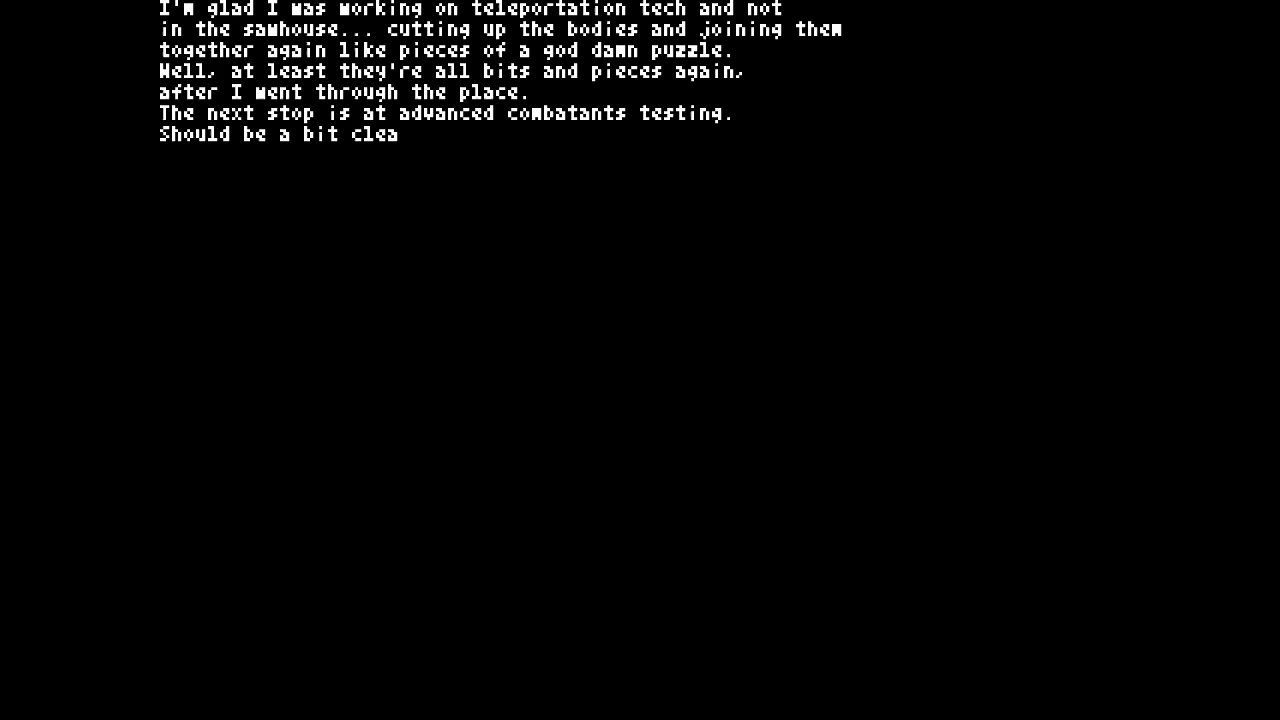 I'm glad I was working on teleportation tech and not
in the sawhouse... cutting up the bodies and joining them
together again like pieces of a god damn puzzle.
Well, at least they're all bits and pieces again,
after I went through the place.
The next stop is at advanced combatants testing.
Should be a bit clea